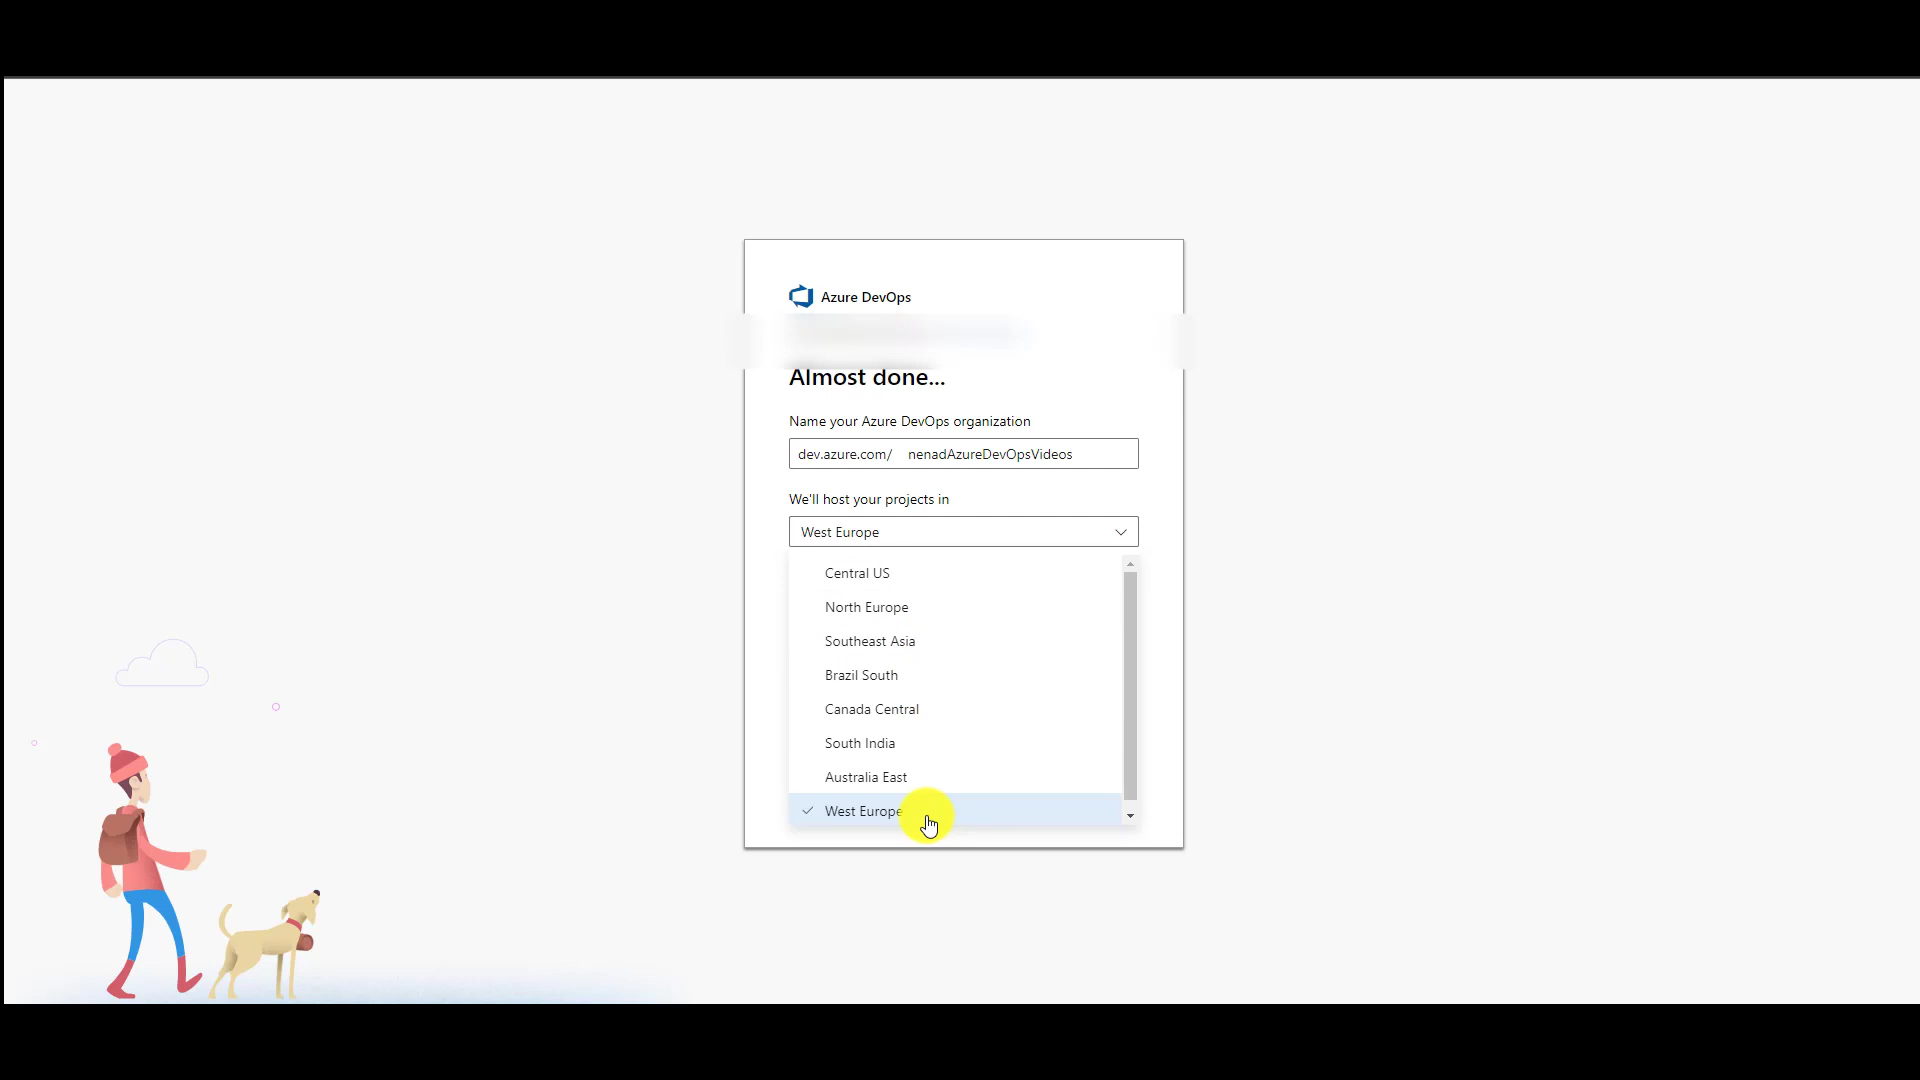 Azure DevOps
Almost done...
Name your Azure DevOps organization
dev.azure.com/ nenadAzureDevOpsVideos
We'll host your projects in
West Europe
Central US
North Europe
Southeast Asia
Brazil South
Canada Central
South India
Australia East
West Europe